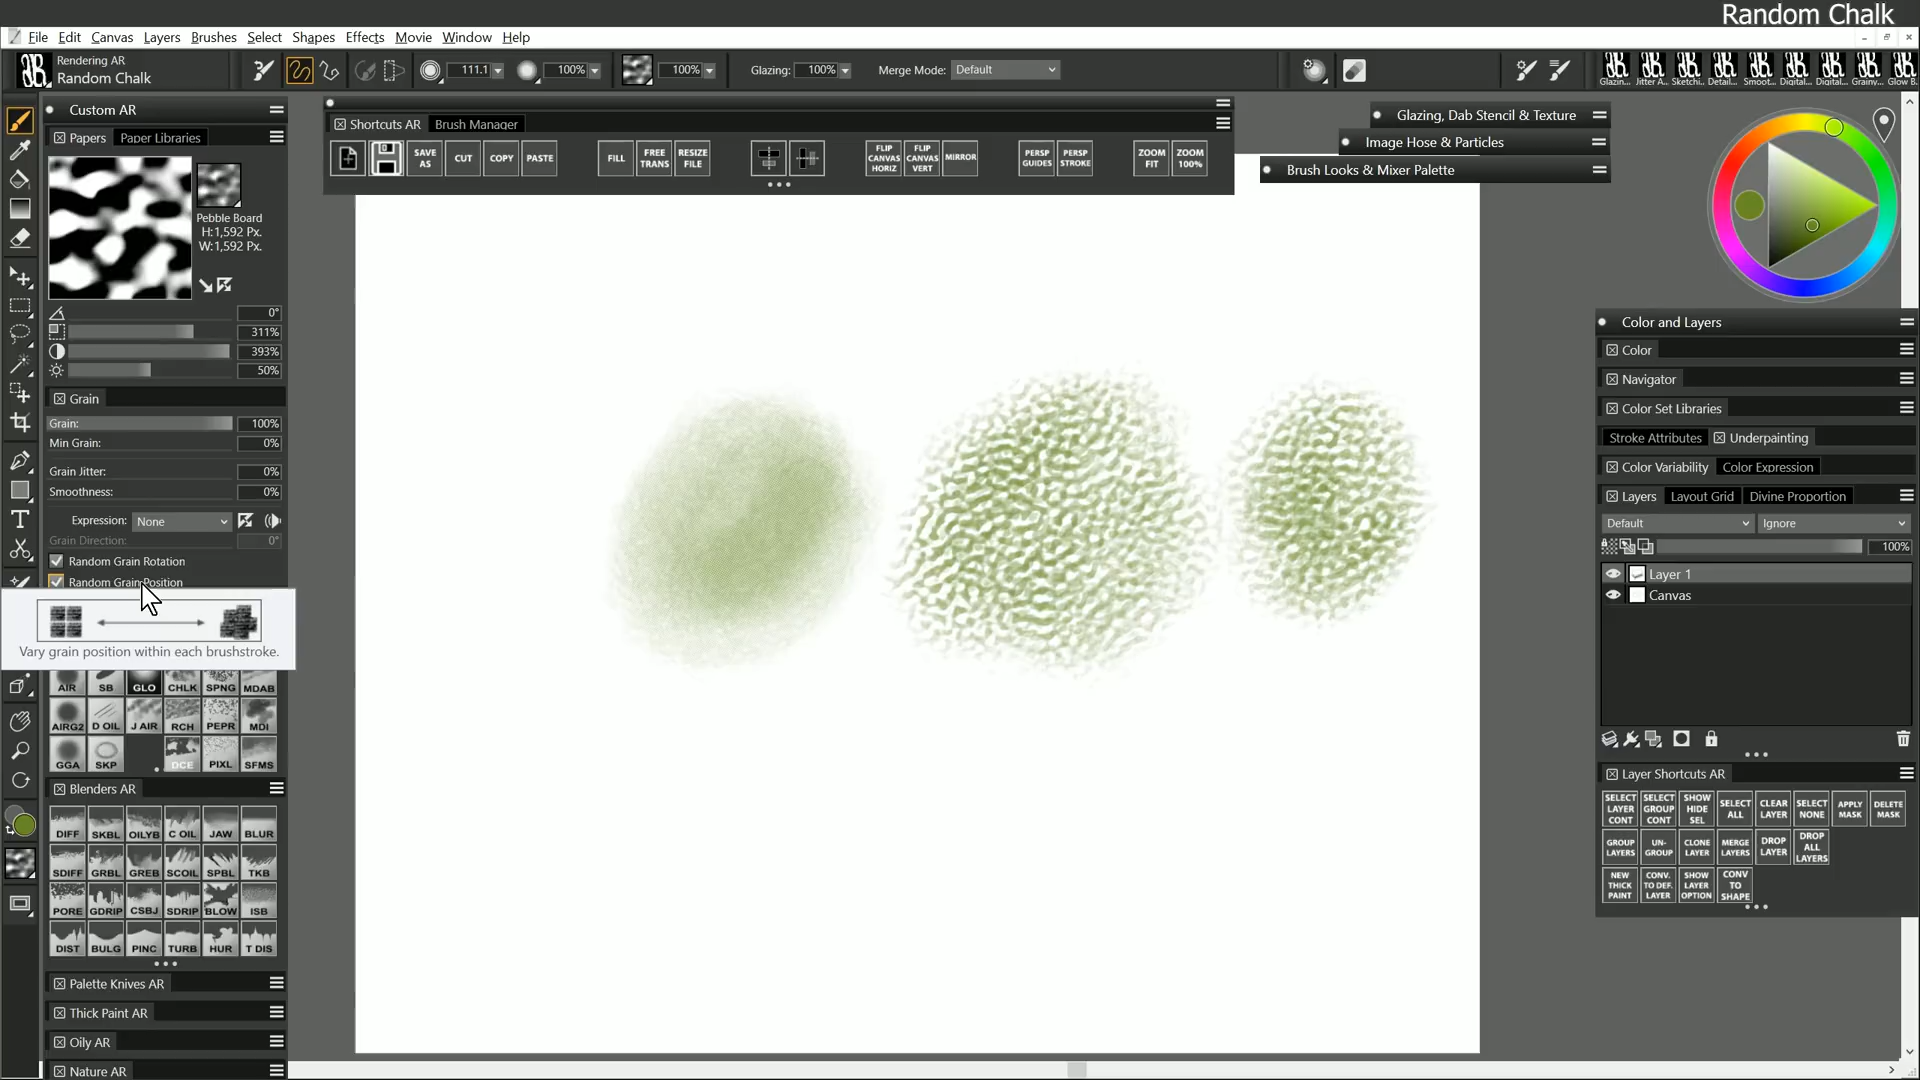 Random Chalk
File Edit Canvas Layers Brushes Select Shapes Effects Movie Window Help
Rendering AR
Random Chalk
111.1
100%
100%
Glazing: 100%
Merge Mode: Default
Glazin.. Jitter A.. Sketchi.. Detail.. Smoot.. Digital.. Digital.. Grainy.. Glow B..
Custom AR
Papers Paper Libraries
Pebble Board
H:1,592 Px.
W:1,592 Px.
0°
311%
393%
50%
Grain
Grain: 100%
Min Grain: 0%
Grain Jitter: 0%
Smoothness: 0%
Expression: None
Grain Direction: 0°
Random Grain Rotation
Random Grain Position
Vary grain position within each brushstroke.
AIR SB GLO CHLK SPNG MDAB
AIRG2 D OIL J AIR RCH PEPR MDI
GGA SKP DCE PIXL SFMS
Blenders AR
DIFF SKBL OILYB C OIL JAW BLUR
SDIFF GRBL GREB SCOIL SPBL TKB
PORE GDRIP CSBJ SDRIP BLOW ISB
DIST BULG PINC TURB HUR T DIS
Palette Knives AR
Thick Paint AR
Oily AR
Nature AR
Shortcuts AR Brush Manager
SAVE AS
CUT
COPY
PASTE
FILL
FREE TRANS
RESIZE FILE
FLIP CANVAS HORIZ
FLIP CANVAS VERT
MIRROR
PERSP GUIDES
PERSP STROKE
ZOOM FIT
ZOOM 100%
Glazing, Dab Stencil & Texture
Image Hose & Particles
Brush Looks & Mixer Palette
Color and Layers
Color
Navigator
Color Set Libraries
Stroke Attributes Underpainting
Color Variability Color Expression
Layers Layout Grid Divine Proportion
Default Ignore
100%
Layer 1
Canvas
Layer Shortcuts AR
SELECT LAYER CONT
SELECT GROUP CONT
SHOW HIDE SEL
SELECT ALL
CLEAR LAYER
SELECT NONE
APPLY MASK
DELETE MASK
GROUP LAYERS
UN-GROUP
CLONE LAYER
MERGE LAYERS
DROP LAYER
DROP ALL LAYERS
NEW THICK PAINT
CONV. TO DEF. LAYER
SHOW LAYER OPTION
CONV TO SHAPE